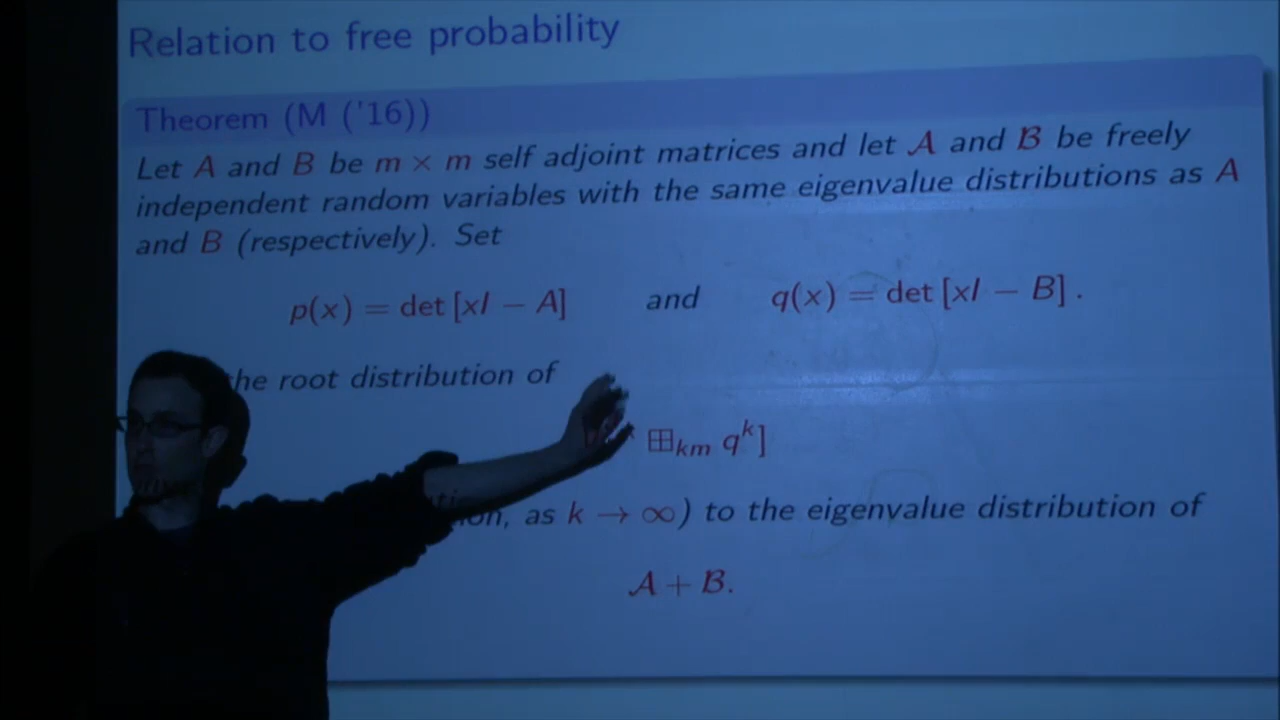 Relation to free probability
Theorem (M ('16))
Let A and B be m × m self adjoint matrices and let 𝒜 and ℬ be freely
independent random variables with the same eigenvalue distributions as A
and B (respectively). Set
p(x) = det [xI − A] and q(x) = det [xI − B] .
the root distribution of
⊞ₖₘ qᵏ]
as k → ∞) to the eigenvalue distribution of
𝒜 + ℬ.